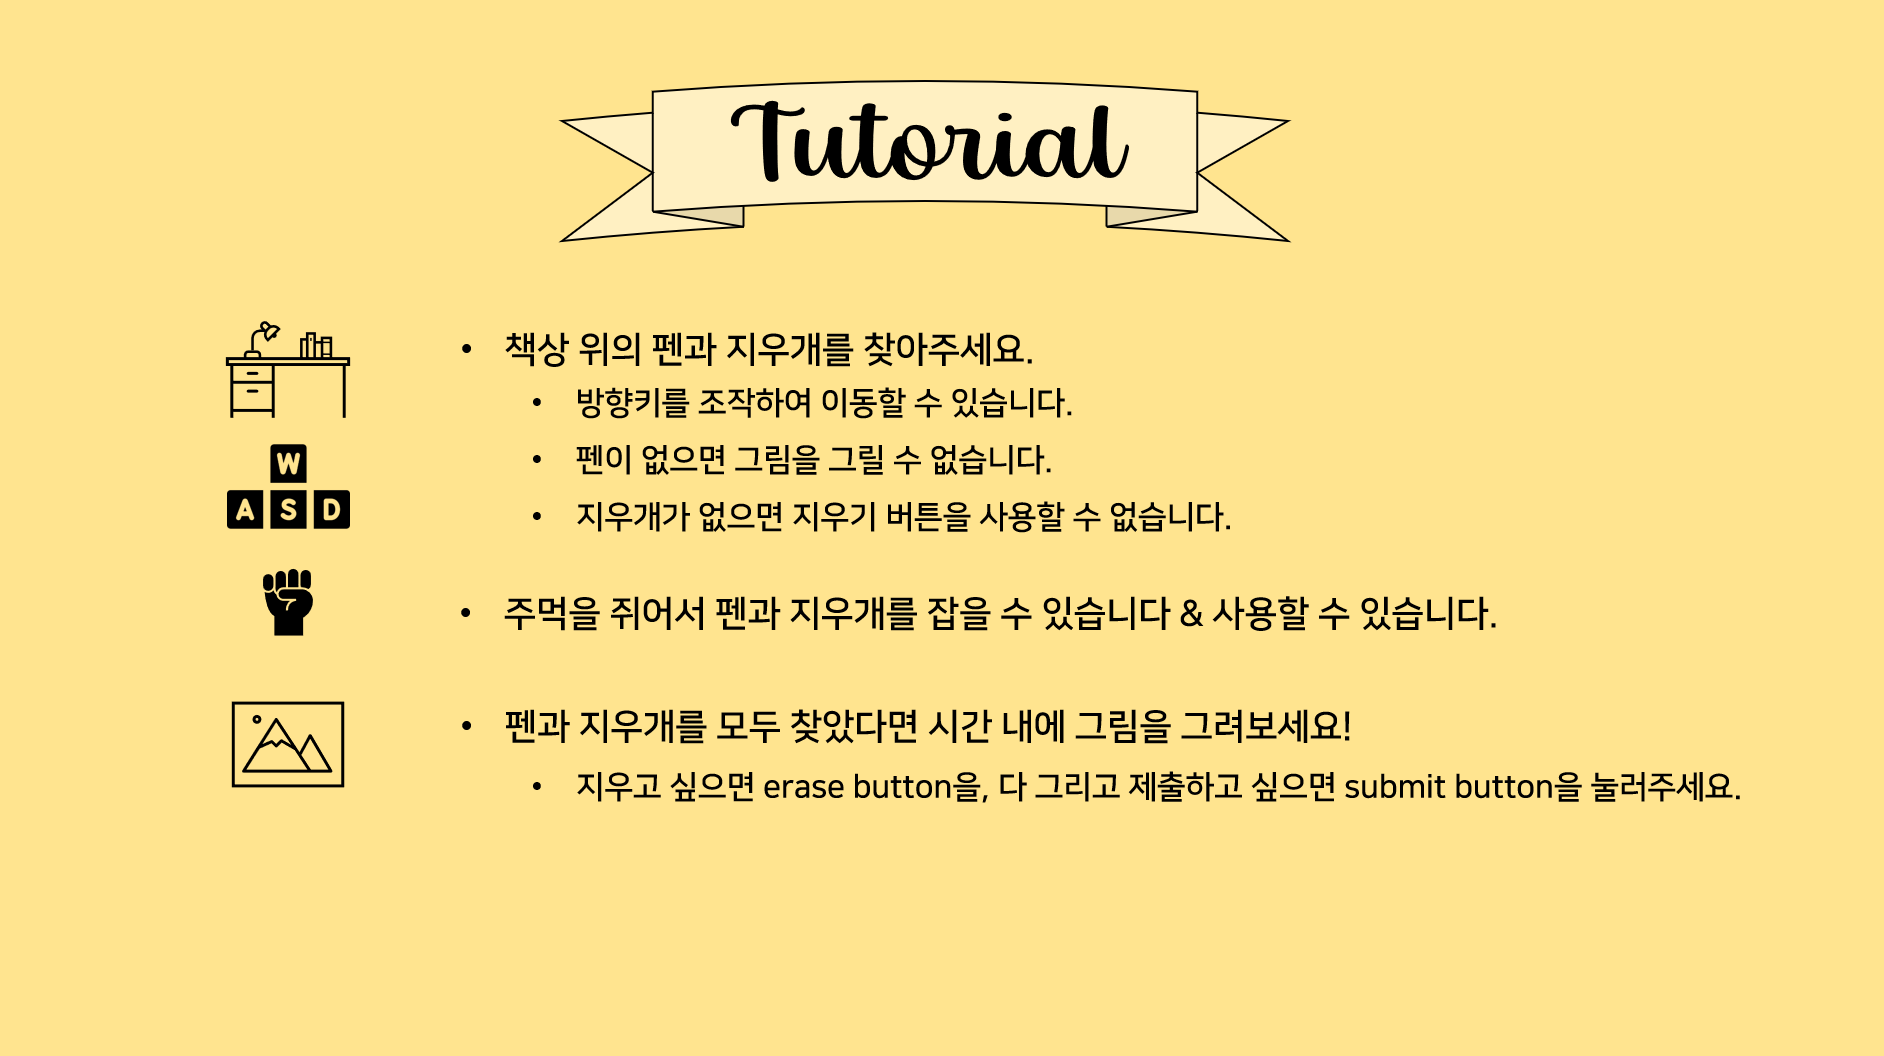 Tutorial
• 책상 위의 펜과 지우개를 찾아주세요.
• 방향키를 조작하여 이동할 수 있습니다.
W
• 펜이 없으면 그림을 그릴 수 없습니다.
A S D
• 지우개가 없으면 지우기 버튼을 사용할 수 없습니다.
• 주먹을 쥐어서 펜과 지우개를 잡을 수 있습니다 & 사용할 수 있습니다.
• 펜과 지우개를 모두 찾았다면 시간 내에 그림을 그려보세요!
• 지우고 싶으면 erase button을, 다 그리고 제출하고 싶으면 submit button을 눌러주세요.